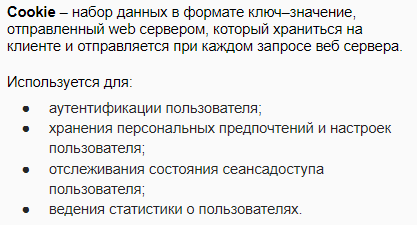 Cookie – набор данных в формате ключ–значение,
отправленный web сервером, который храниться на
клиенте и отправляется при каждом запросе веб сервера.
Используется для:
● аутентификации пользователя;
● хранения персональных предпочтений и настроек
пользователя;
● отслеживания состояния сеансадоступа
пользователя;
● ведения статистики о пользователях.